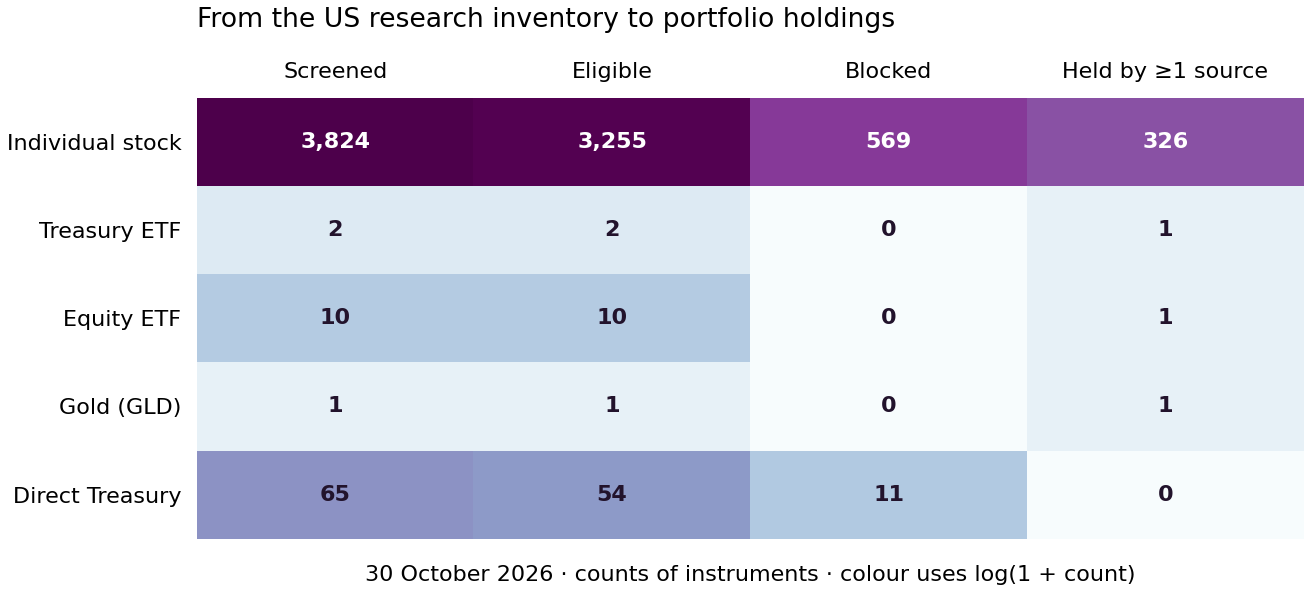 From the US research inventory to portfolio holdings
Screened Eligible Blocked Held by ≥1 source
Individual stock 3,824 3,255 569 326
Treasury ETF 2 2 0 1
Equity ETF 10 10 0 1
Gold (GLD) 1 1 0 1
Direct Treasury 65 54 11 0
30 October 2026 · counts of instruments · colour uses log(1 + count)